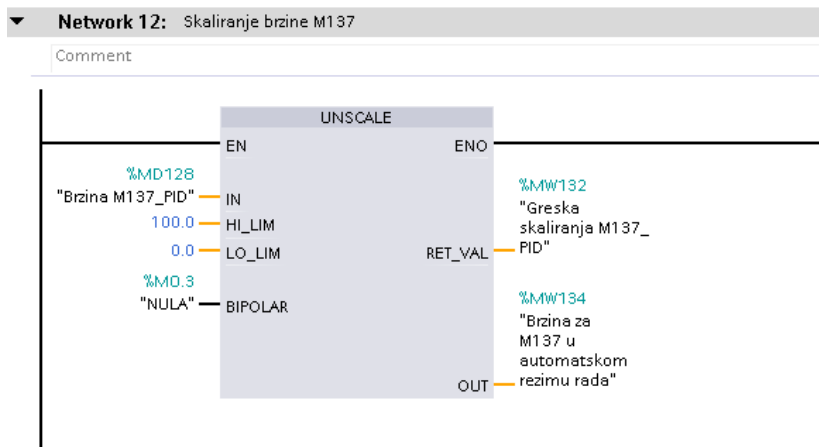 Network 12: Skaliranje brzine M137
Comment
UNSCALE
EN
ENO
%MD128
"Brzina M137_PID"
IN
100.0
HI_LIM
0.0
LO_LIM
%M0.3
"NULA"
BIPOLAR
%MW132
"Greska
skaliranja M137_
PID"
RET_VAL
%MW134
"Brzina za
M137 u
automatskom
rezimu rada"
OUT